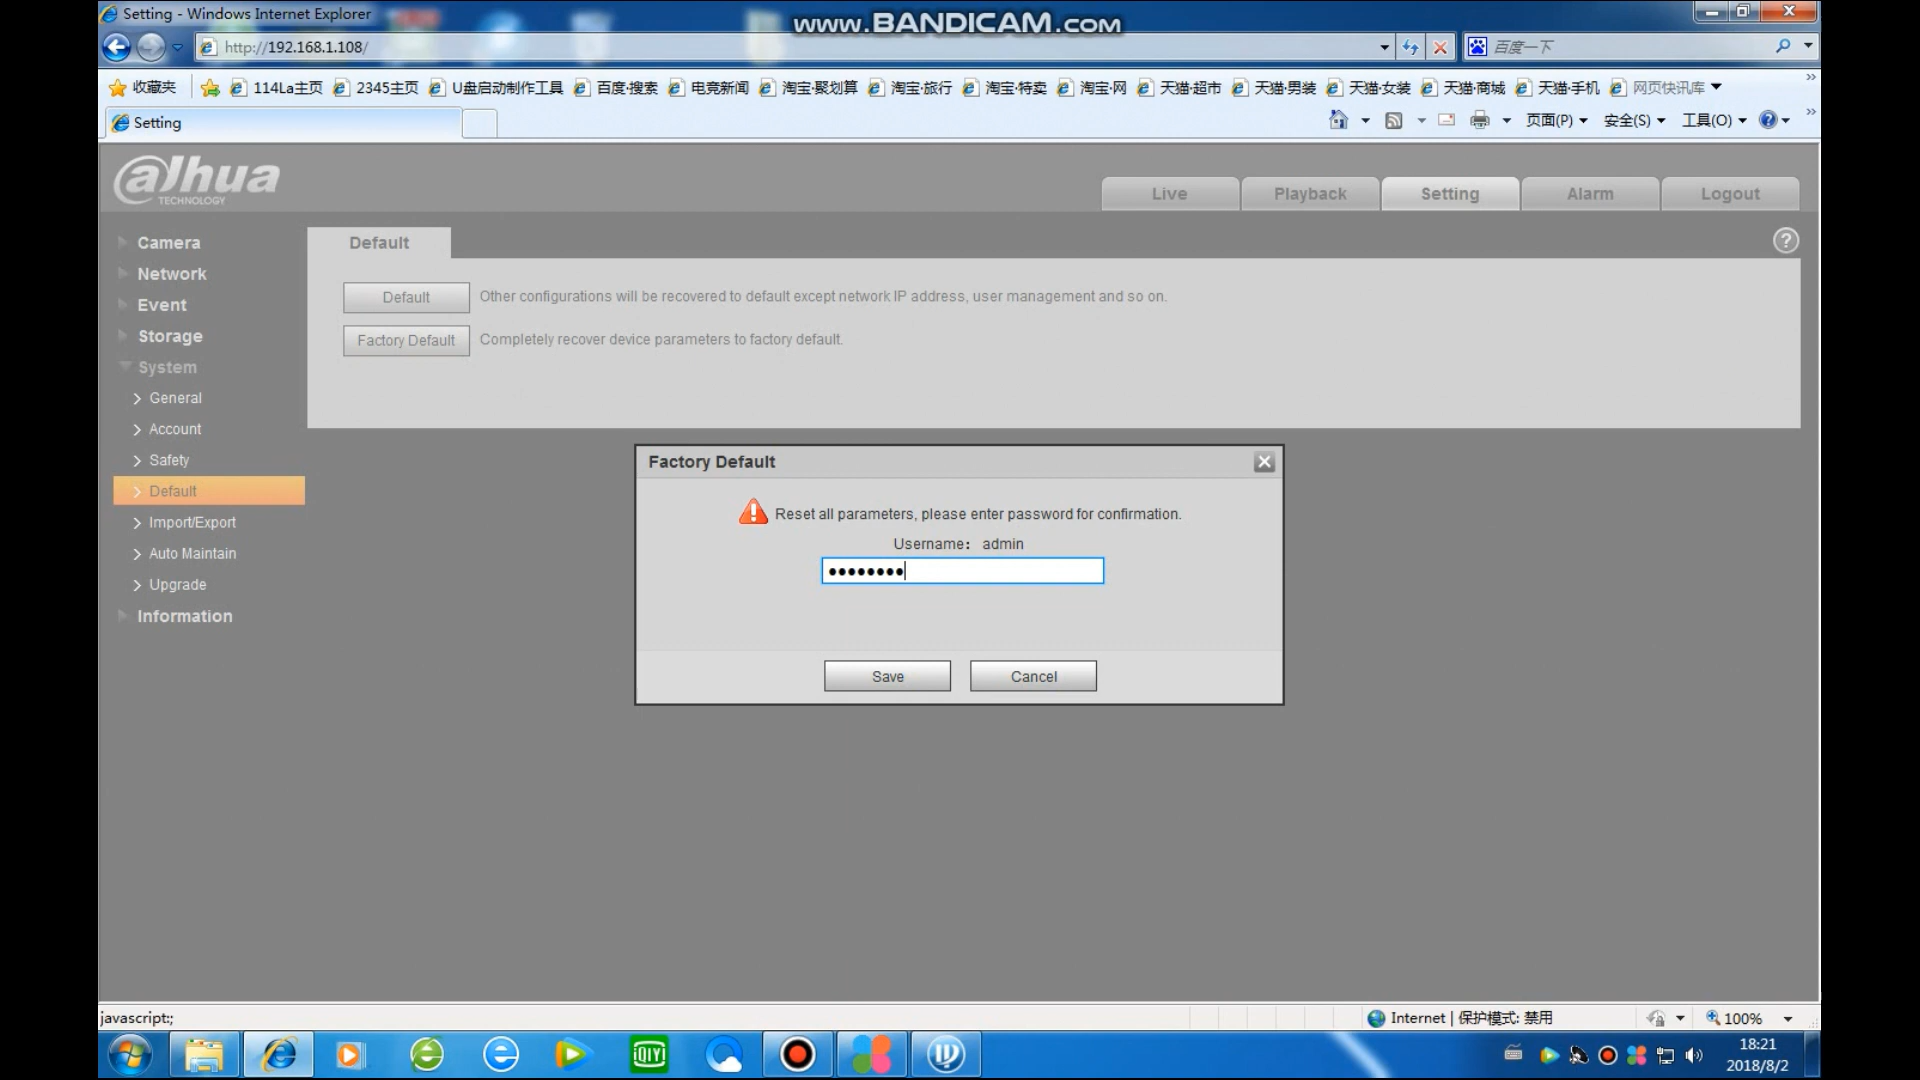 Setting - Windows Internet Explorer
www.BANDICAM.com
http://192.168.1.108/
百度一下
收藏夹 114La主页 2345主页 U盘启动制作工具 百度·搜索 电竞新闻 淘宝·聚划算 淘宝·旅行 淘宝·特卖 淘宝·网 天猫·超市 天猫·男装 天猫·女装 天猫·商城 天猫·手机 网页快讯库
Setting
页面(P) 安全(S) 工具(O)
alhua
TECHNOLOGY
Live Playback Setting Alarm Logout
Camera
Network
Event
Storage
System
General
Account
Safety
Default
Import/Export
Auto Maintain
Upgrade
Information
Default
Default Other configurations will be recovered to default except network IP address, user management and so on.
Factory Default Completely recover device parameters to factory default.
Factory Default
Reset all parameters, please enter password for confirmation.
Username: admin
••••••••
Save Cancel
javascript:;
Internet | 保护模式: 禁用
100%
QIYI
18:21
2018/8/2